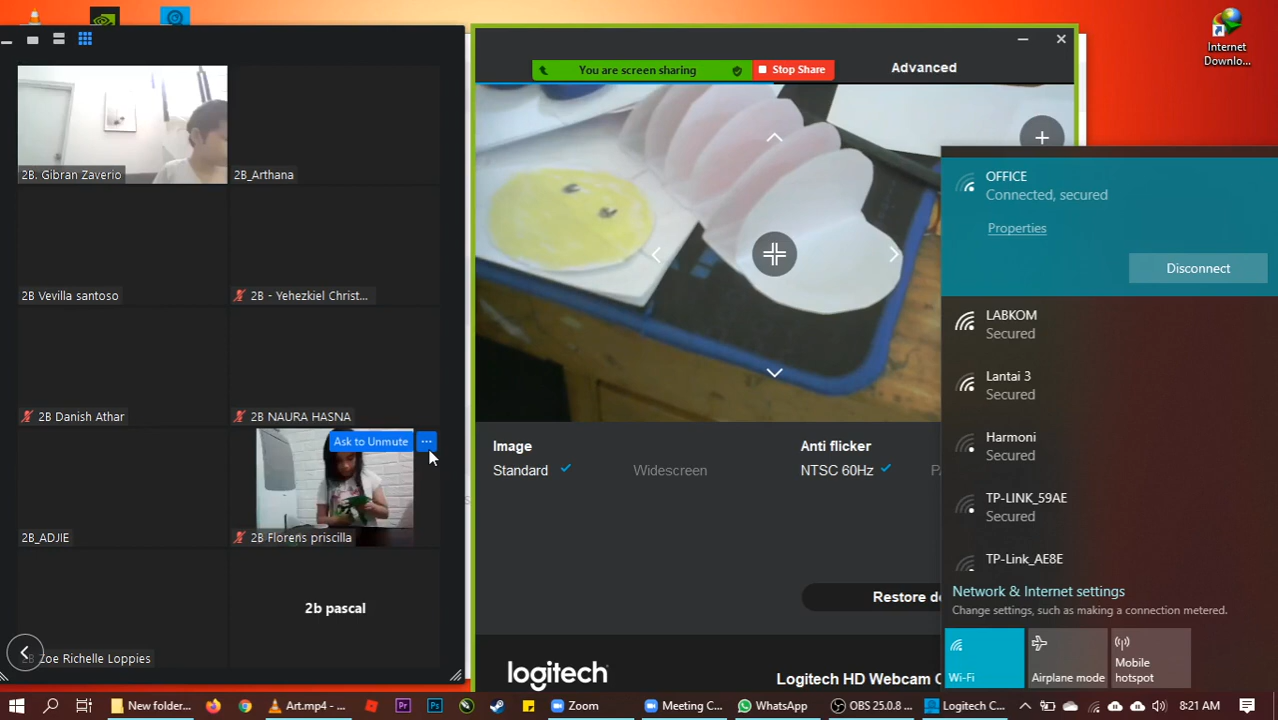 Internet
Downlo...
You are screen sharing
Stop Share
Advanced
2B. Gibran Zaverio
2B_Arthana
2B Vevilla santoso
2B - Yehezkiel Christ...
2B Danish Athar
2B NAURA HASNA
Ask to Unmute
...
2B_ADJIE
2B Floreris priscilla
2b pascal
2B Zoe Richelle Loppies
Image
Standard
Widescreen
Anti flicker
NTSC 60Hz
Restore de
logitech
Logitech HD Webcam C
OFFICE
Connected, secured
Properties
Disconnect
LABKOM
Secured
Lantai 3
Secured
Harmoni
Secured
TP-LINK_59AE
Secured
TP-Link_AE8E
Network & Internet settings
Change settings, such as making a connection metered.
Wi-Fi
Airplane mode
Mobile
hotspot
New folder...
Art.mp4 - ...
Pr
Ps
Zoom
Meeting C...
WhatsApp
OBS 25.0.8 ...
Logitech C...
8:21 AM